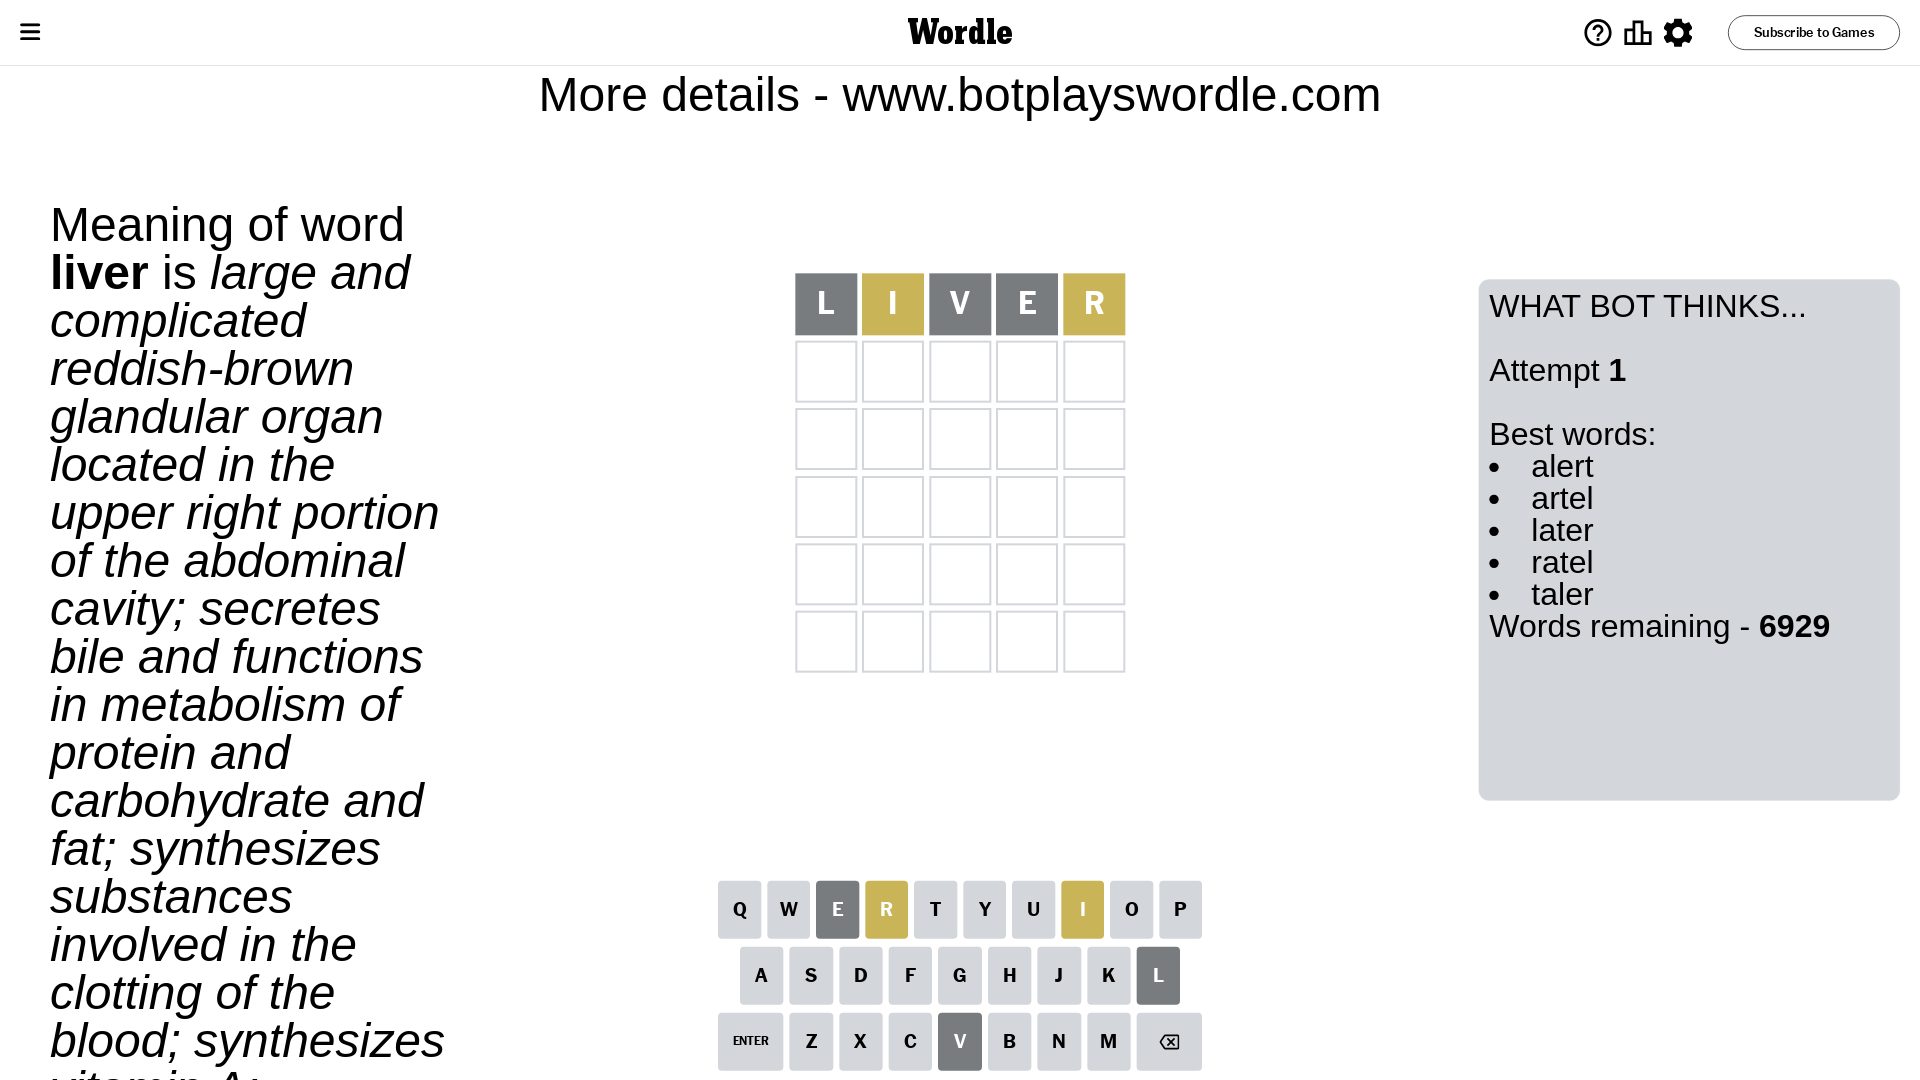 Wordle
Subscribe to Games
More details - www.botplayswordle.com
Meaning of word
liver is large and
complicated
reddish-brown
glandular organ
located in the
upper right portion
of the abdominal
cavity; secretes
bile and functions
in metabolism of
protein and
carbohydrate and
fat; synthesizes
substances
involved in the
clotting of the
blood; synthesizes
vitamin A;
L I V E R
WHAT BOT THINKS...
Attempt 1
Best words:
• alert
• artel
• later
• ratel
• taler
Words remaining - 6929
Q W E R T Y U I O P
A S D F G H J K L
ENTER Z X C V B N M